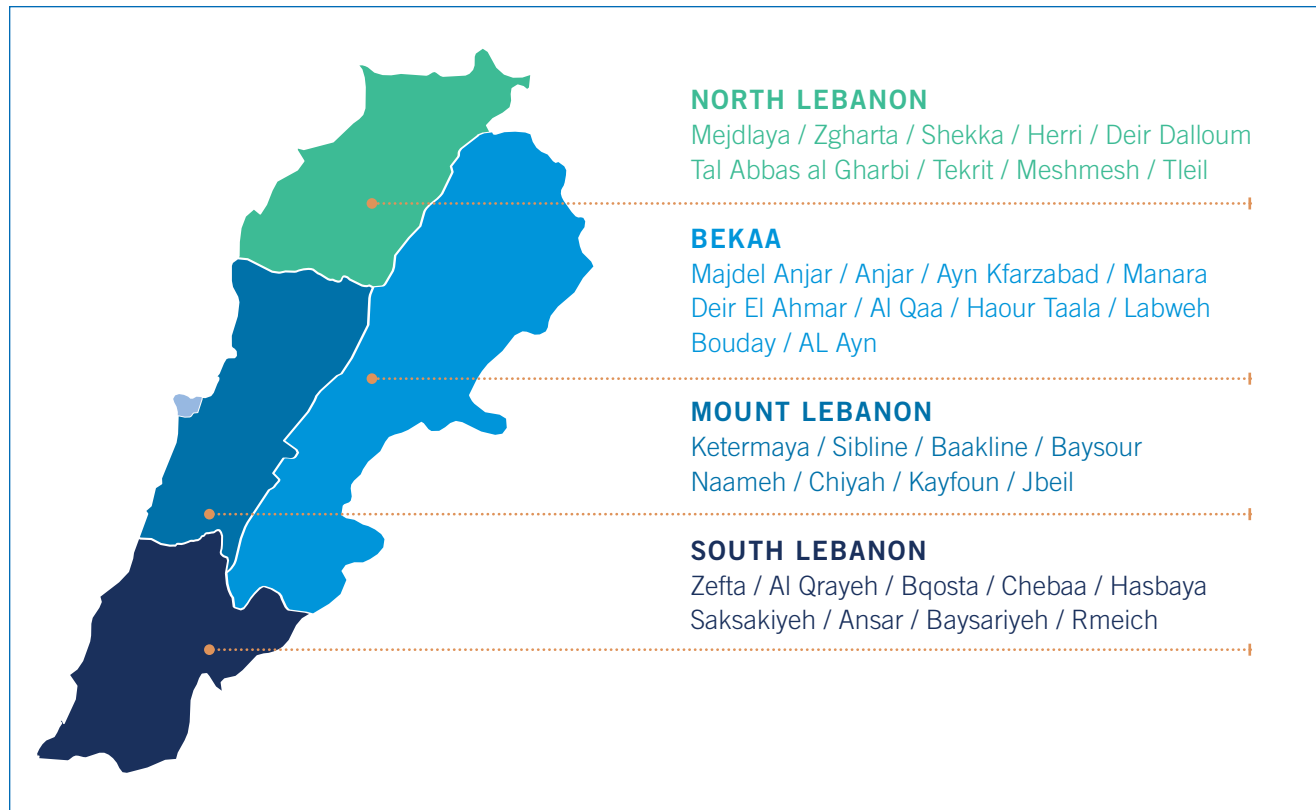 NORTH LEBANON
Mejdlaya / Zgharta / Shekka / Herri / Deir Dalloum
Tal Abbas al Gharbi / Tekrit / Meshmesh / Tleil
BEKAA
Majdel Anjar / Anjar / Ayn Kfarzabad / Manara
Deir El Ahmar / Al Qaa / Haour Taala / Labweh
Bouday / AL Ayn
MOUNT LEBANON
Ketermaya / Sibline / Baakline / Baysour
Naameh / Chiyah / Kayfoun / Jbeil
SOUTH LEBANON
Zefta / Al Qrayeh / Bqosta / Chebaa / Hasbaya
Saksakiyeh / Ansar / Baysariyeh / Rmeich